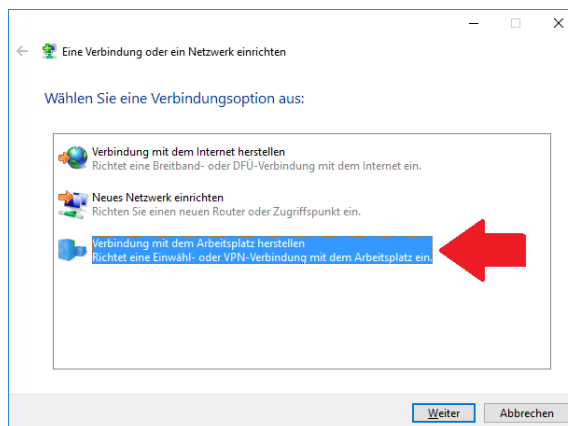 Eine Verbindung oder ein Netzwerk einrichten
Wählen Sie eine Verbindungsoption aus:
Verbindung mit dem Internet herstellen
Richtet eine Breitband- oder DFÜ-Verbindung mit dem Internet ein.
Neues Netzwerk einrichten
Richten Sie einen neuen Router oder Zugriffspunkt ein.
Verbindung mit dem Arbeitsplatz herstellen
Richtet eine Einwähl- oder VPN-Verbindung mit dem Arbeitsplatz ein.
Weiter Abbrechen